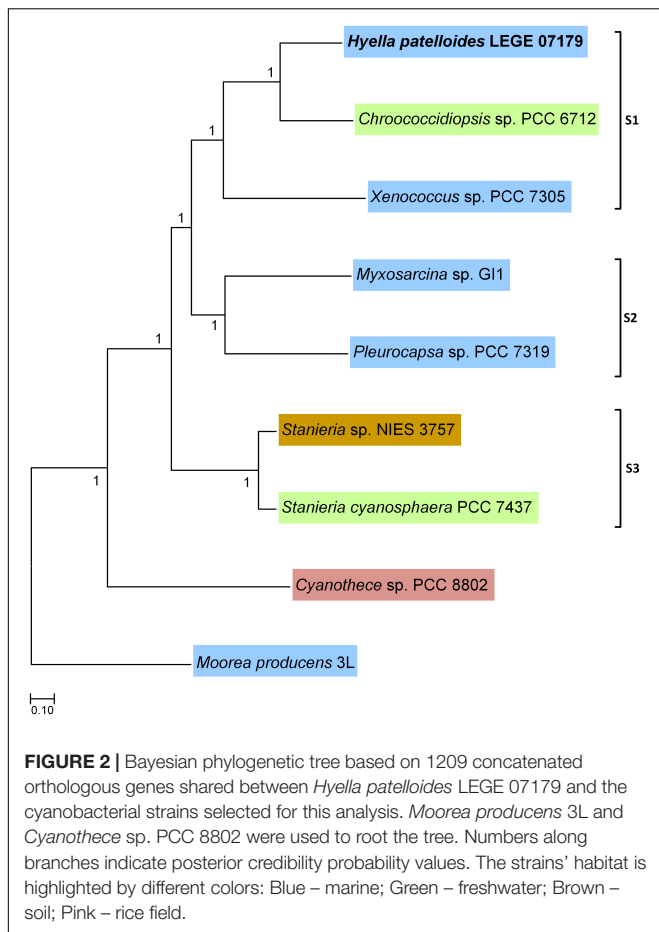 Hyella patelloides LEGE 07179
1
Chroococcidiopsis sp. PCC 6712
S1
1
Xenococcus sp. PCC 7305
1
Myxosarcina sp. GI1
S2
1
Pleurocapsa sp. PCC 7319
1
Stanieria sp. NIES 3757
S3
1
Stanieria cyanosphaera PCC 7437
1
Cyanothece sp. PCC 8802
Moorea producens 3L
0.10
FIGURE 2 | Bayesian phylogenetic tree based on 1209 concatenated
orthologous genes shared between Hyella patelloides LEGE 07179 and the
cyanobacterial strains selected for this analysis. Moorea producens 3L and
Cyanothece sp. PCC 8802 were used to root the tree. Numbers along
branches indicate posterior credibility probability values. The strains’ habitat is
highlighted by different colors: Blue – marine; Green – freshwater; Brown –
soil; Pink – rice field.